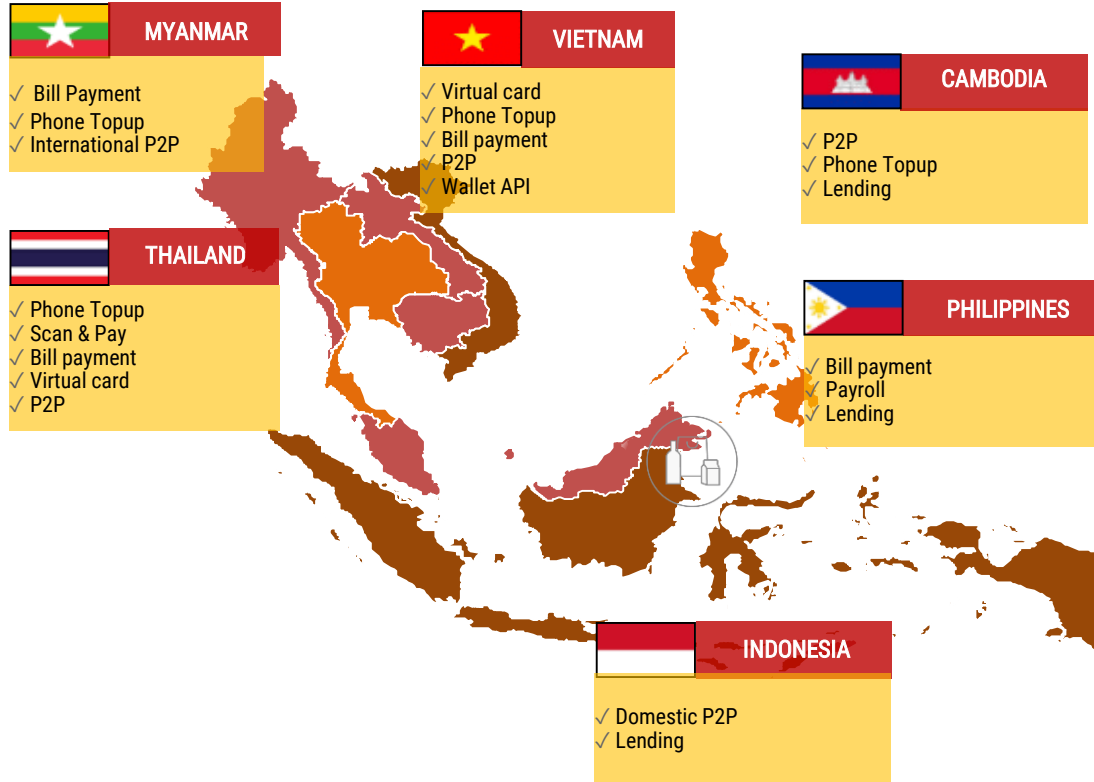 MYANMAR
✓ Bill Payment
✓ Phone Topup
✓ International P2P
VIETNAM
✓ Virtual card
✓ Phone Topup
✓ Bill payment
✓ P2P
✓ Wallet API
CAMBODIA
✓ P2P
✓ Phone Topup
✓ Lending
THAILAND
✓ Phone Topup
✓ Scan & Pay
✓ Bill payment
✓ Virtual card
✓ P2P
PHILIPPINES
✓ Bill payment
✓ Payroll
✓ Lending
INDONESIA
✓ Domestic P2P
✓ Lending